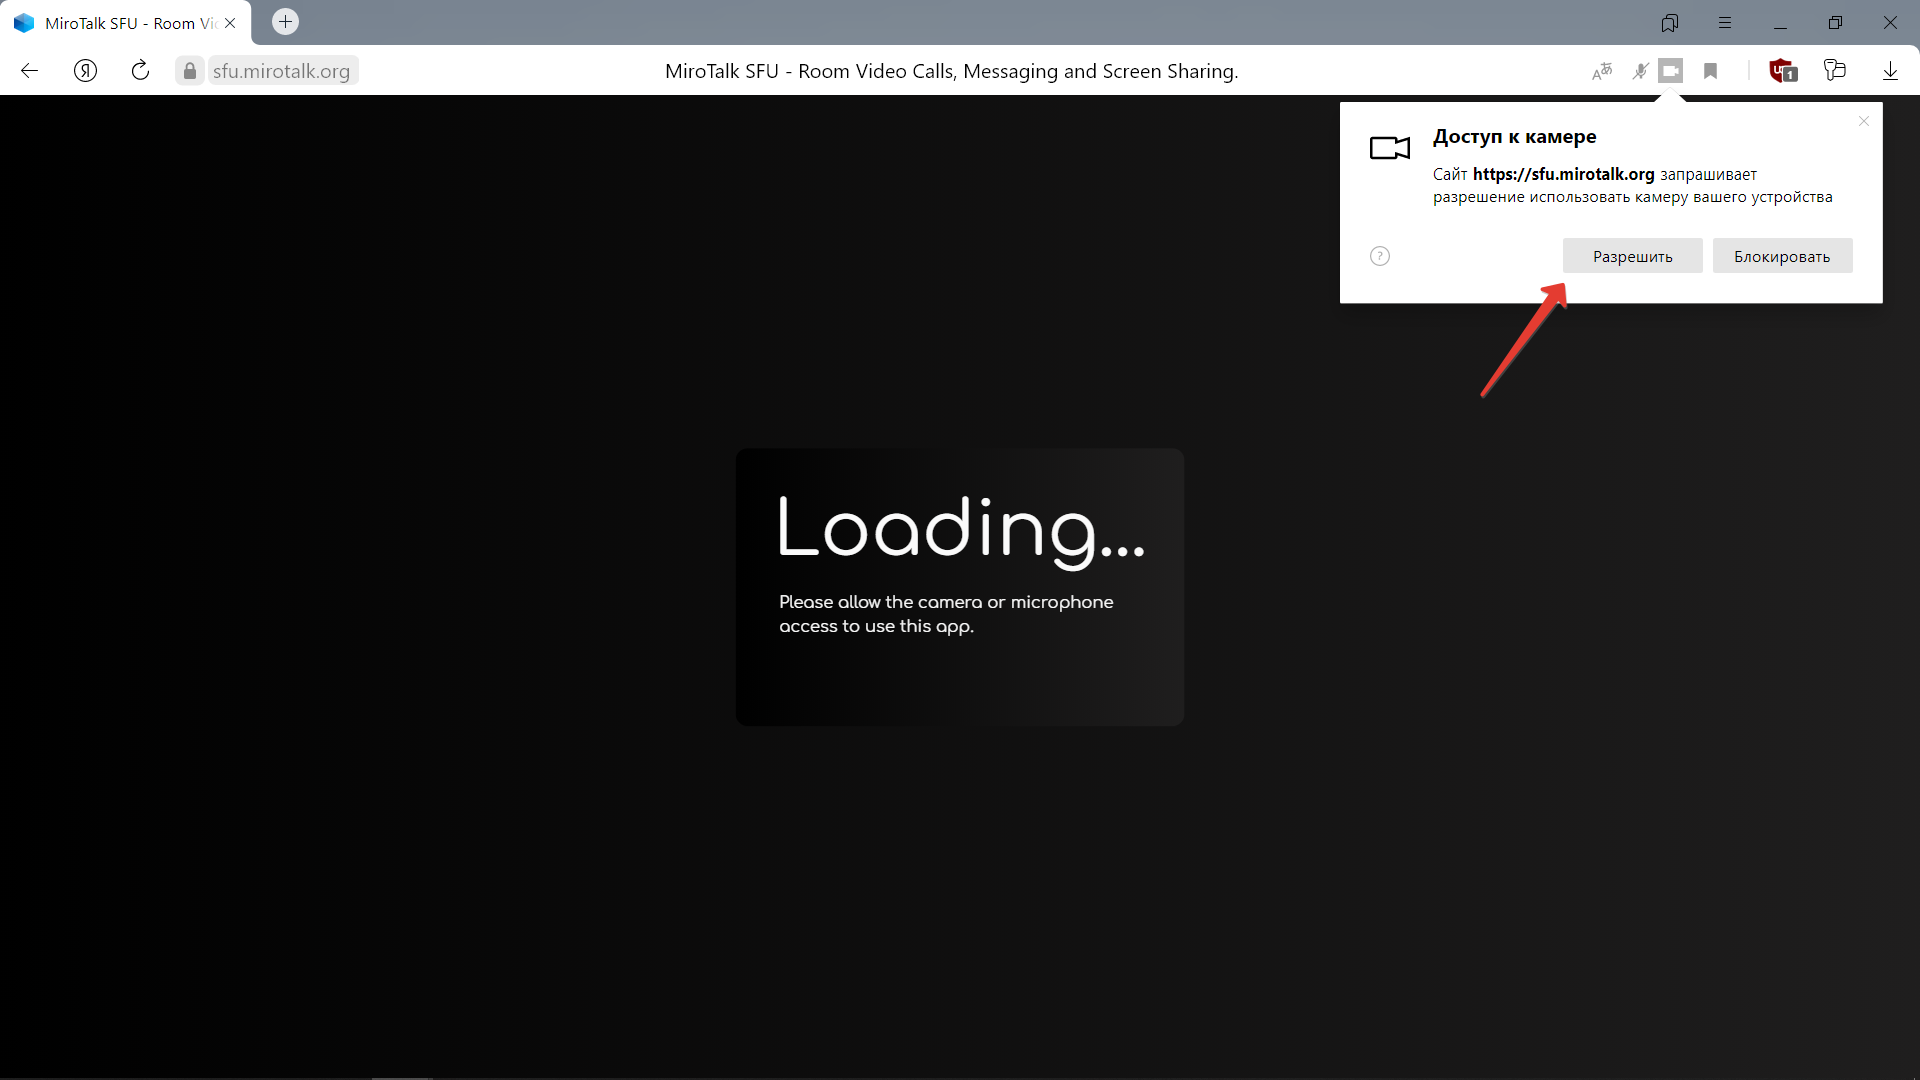 MiroTalk SFU - Room Vi
Я
sfu.mirotalk.org
MiroTalk SFU - Room Video Calls, Messaging and Screen Sharing.
1
Доступ к камере
Сайт https://sfu.mirotalk.org запрашивает
разрешение использовать камеру вашего устройства
?
Разрешить
Блокировать
Loading...
Please allow the camera or microphone
access to use this app.